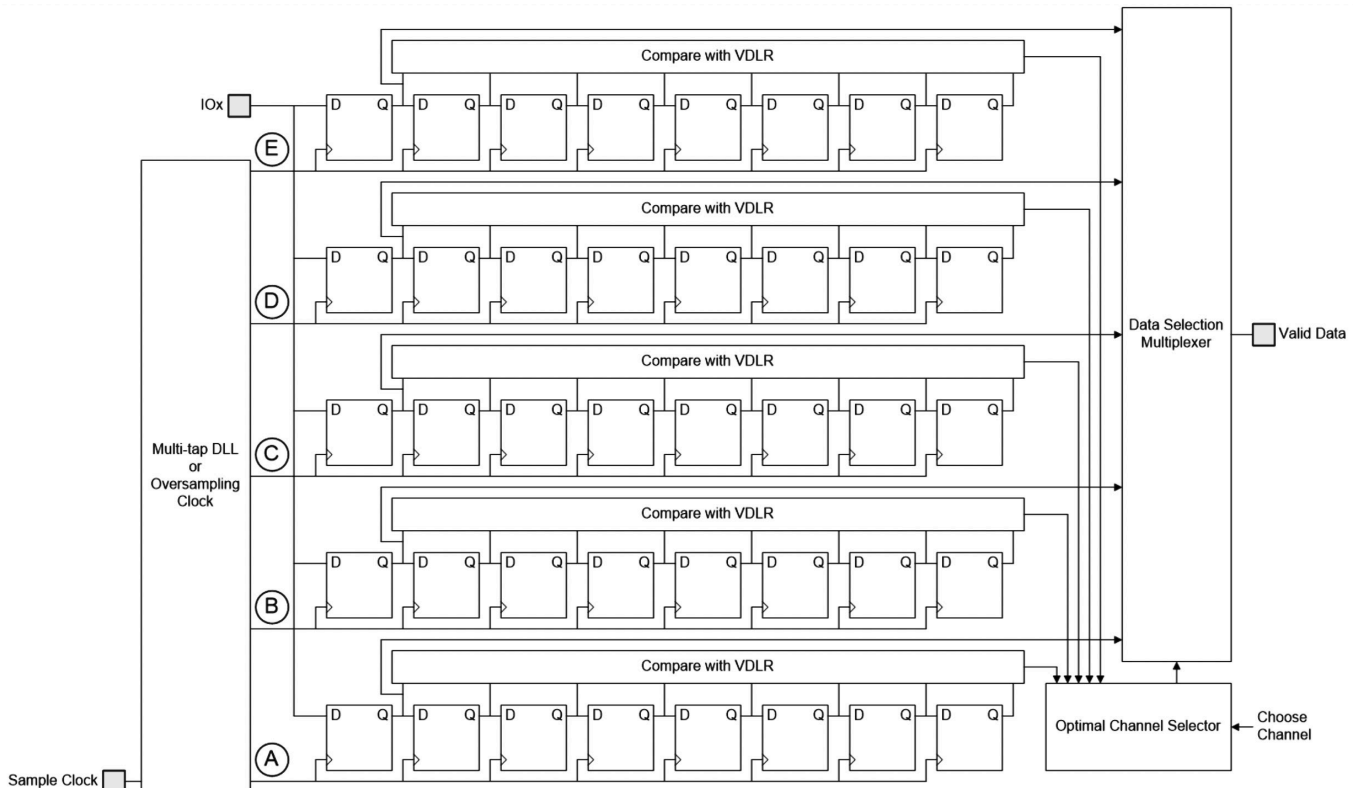 Compare with VDLR
IOx
D Q D Q D Q D Q D Q D Q D Q D Q
E
Compare with VDLR
D Q D Q D Q D Q D Q D Q D Q D Q
D
Data Selection
Multiplexer
Valid Data
Compare with VDLR
D Q D Q D Q D Q D Q D Q D Q D Q
C
Multi-tap DLL
or
Oversampling
Clock
Compare with VDLR
D Q D Q D Q D Q D Q D Q D Q D Q
B
Compare with VDLR
D Q D Q D Q D Q D Q D Q D Q D Q
A
Optimal Channel Selector
Choose
Channel
Sample Clock